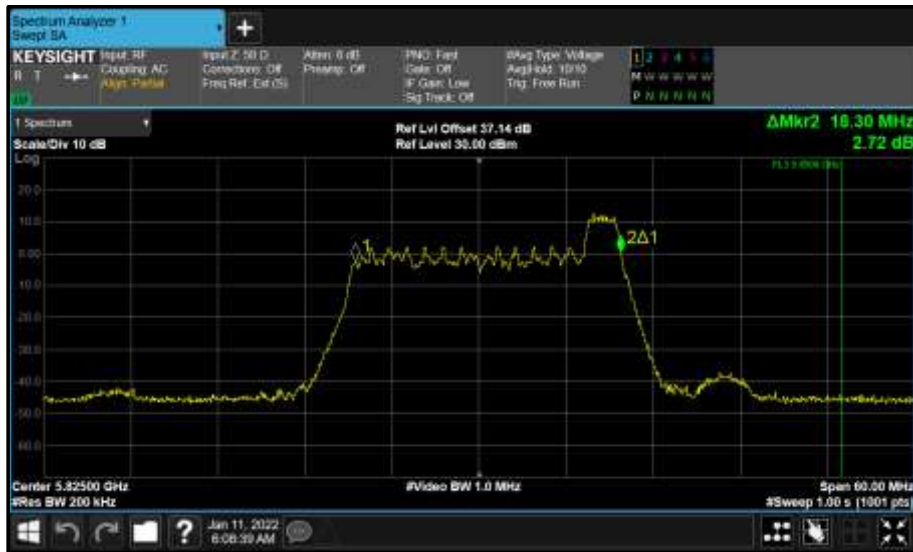 Spectrum Analyzer 1
Swept SA
+
KEYSIGHT Input: RF
R T Coupling: AC
Align: Partial
Input Z: 50 Ω
Corrections: Off
Freq Ref: Ext (S)
Atten: 6 dB
Preamp: Off
PNO: Fast
Gate: Off
IF Gain: Low
Sig Track: Off
#Avg Type: Voltage
Avg|Hold: 10/10
Trig: Free Run
1 2 3 4 5 6
M W W W W W
P N N N N N
1 Spectrum
Scale/Div 10 dB
Ref Lvl Offset 37.14 dB
Ref Level 30.00 dBm
ΔMkr2 18.30 MHz
2.72 dB
Log
20.0
10.0
0.00
-10.0
-20.0
-30.0
-40.0
-50.0
-60.0
1
2Δ1
Center 5.82500 GHz
#Res BW 200 kHz
#Video BW 1.0 MHz
Span 60.00 MHz
#Sweep 1.00 s (1001 pts)
?
Jan 11, 2022
6:08:39 AM